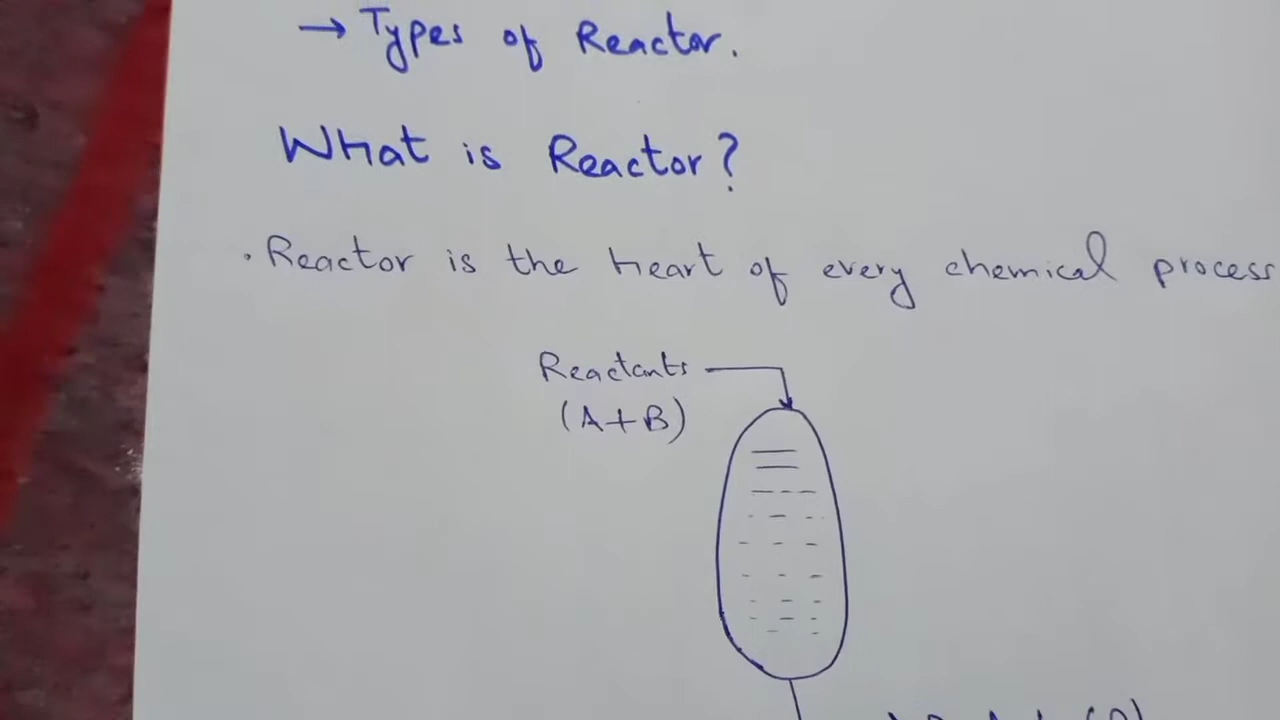 → Types of Reactor.
What is Reactor?
. Reactor is the heart of every chemical process
Reactants
(A+B)